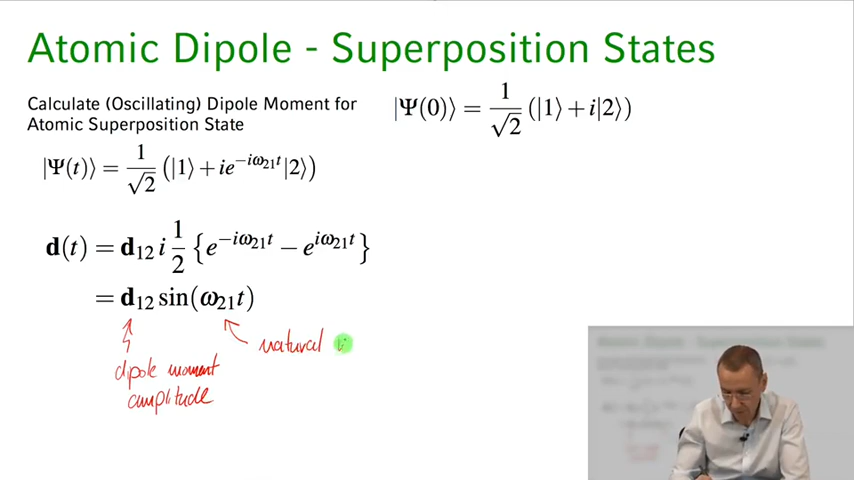 Atomic Dipole - Superposition States
Calculate (Oscillating) Dipole Moment for
Atomic Superposition State
|Ψ(0)⟩ = 1/√2 (|1⟩ + i|2⟩)
|Ψ(t)⟩ = 1/√2 (|1⟩ + ie^{-iω₂₁t}|2⟩)
d(t) = d₁₂ i 1/2 {e^{-iω₂₁t} − e^{iω₂₁t}}
= d₁₂ sin(ω₂₁t)
natural
dipole moment
amplitude